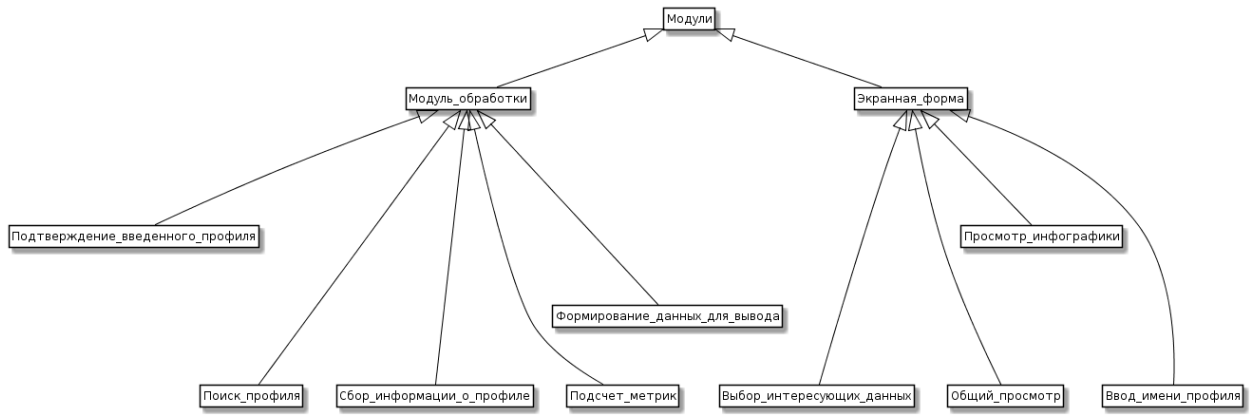 Модули
Модуль_обработки
Экранная_форма
Подтверждение_введенного_профиля
Просмотр_инфографики
Формирование_данных_для_вывода
Поиск_профиля
Сбор_информации_о_профиле
Подсчет_метрик
Выбор_интересующих_данных
Общий_просмотр
Ввод_имени_профиля